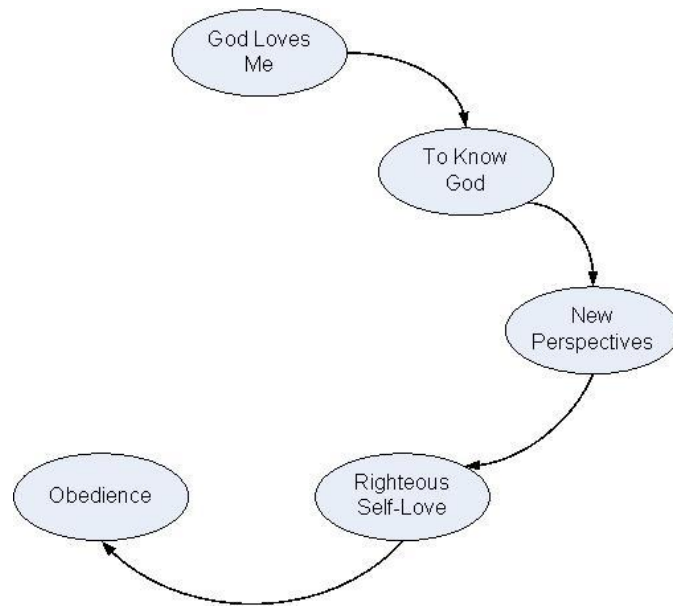 God Loves
Me
To Know
God
New
Perspectives
Righteous
Self-Love
Obedience